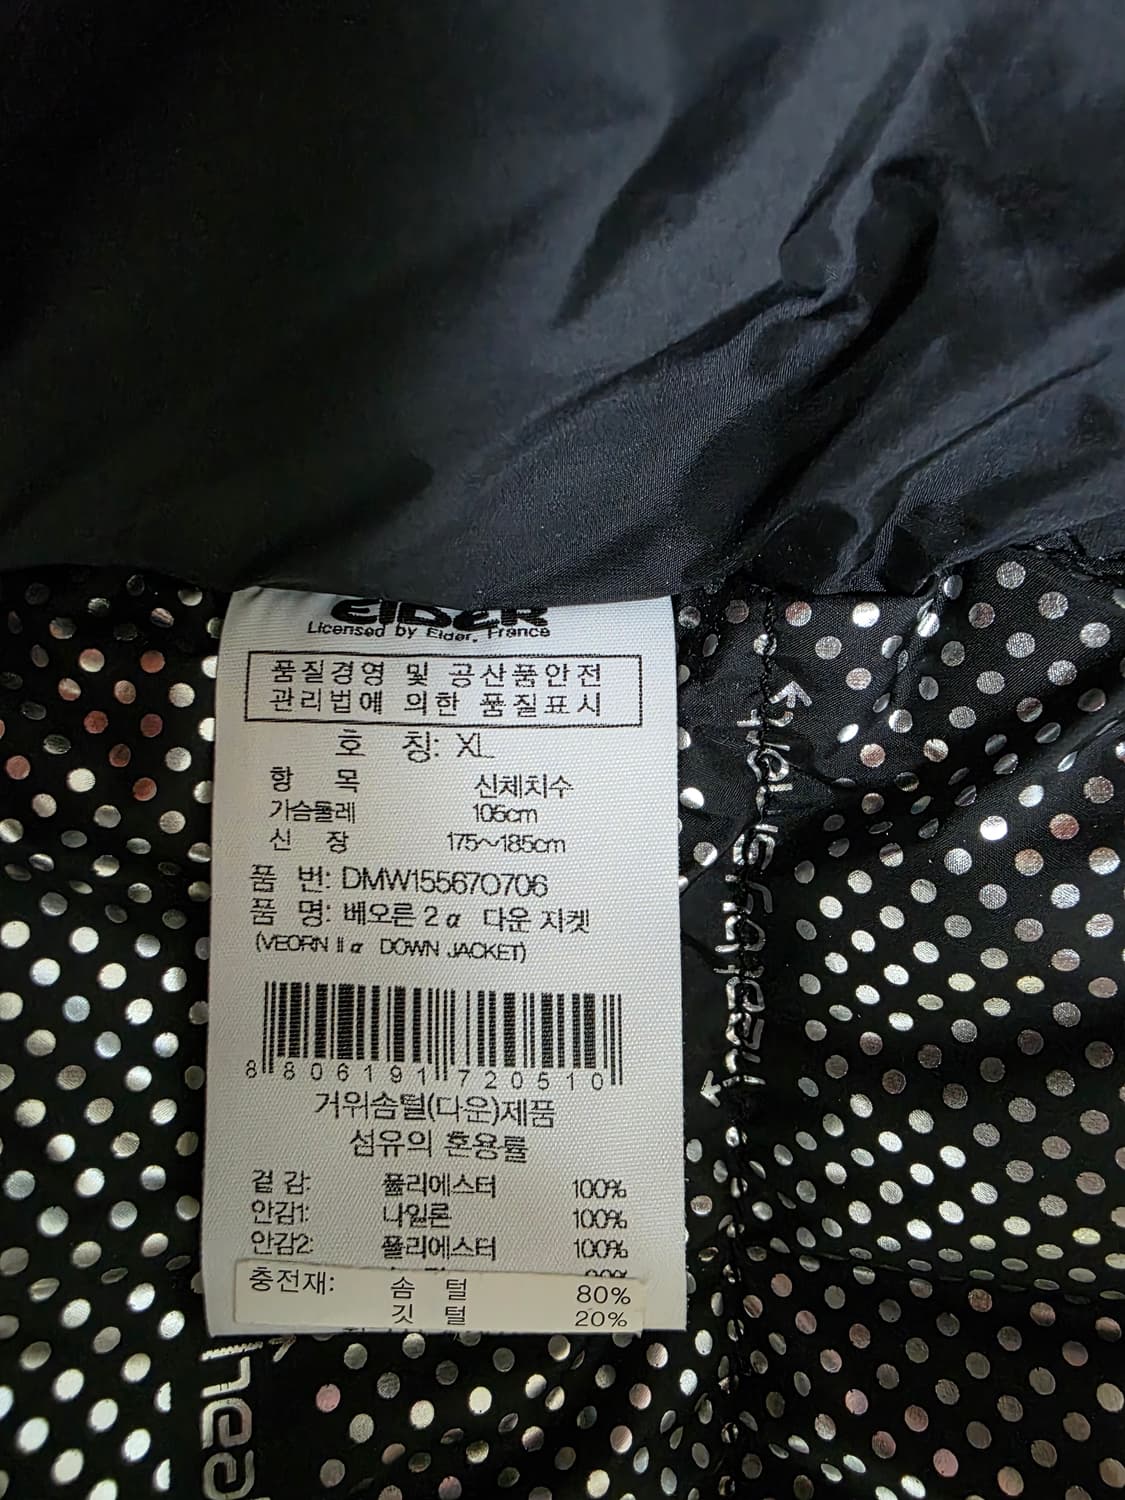 EIDER
Licensed by Eider, France
품질경영 및 공산품안전
관리법에 의한 품질표시
호 칭: XL
항 목 신체치수
가슴둘레 105cm
신 장 175~185cm
품 번: DMW15567O706
품 명: 베오른 2α 다운 자켓
(VEORN II α DOWN JACKET)
8 806191 720510
거위솜털(다운)제품
섬유의 혼용률
겉감: 폴리에스터 100%
안감1: 나일론 100%
안감2: 폴리에스터 100%
충전재: 솜 털 80%
깃 털 20%